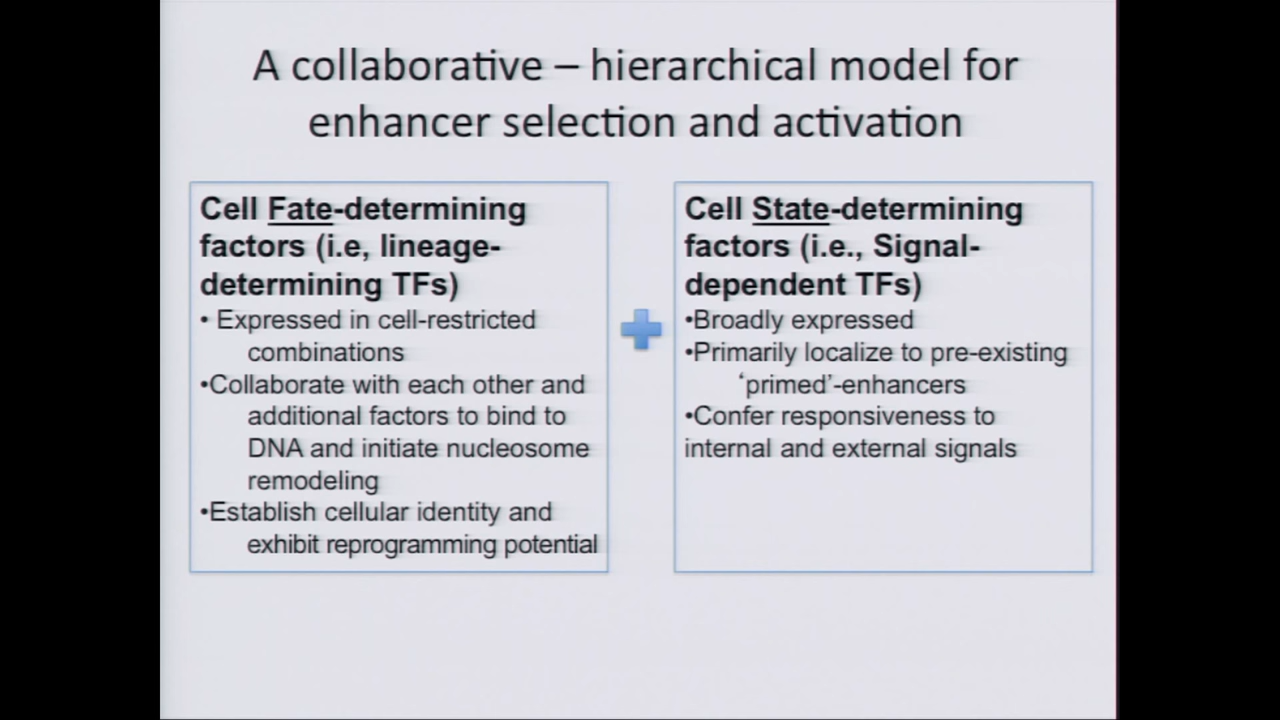 A collaborative – hierarchical model for
enhancer selection and activation
Cell Fate-determining
factors (i.e, lineage-
determining TFs)
• Expressed in cell-restricted
combinations
•Collaborate with each other and
additional factors to bind to
DNA and initiate nucleosome
remodeling
•Establish cellular identity and
exhibit reprogramming potential
Cell State-determining
factors (i.e., Signal-
dependent TFs)
•Broadly expressed
•Primarily localize to pre-existing
‘primed’-enhancers
•Confer responsiveness to
internal and external signals